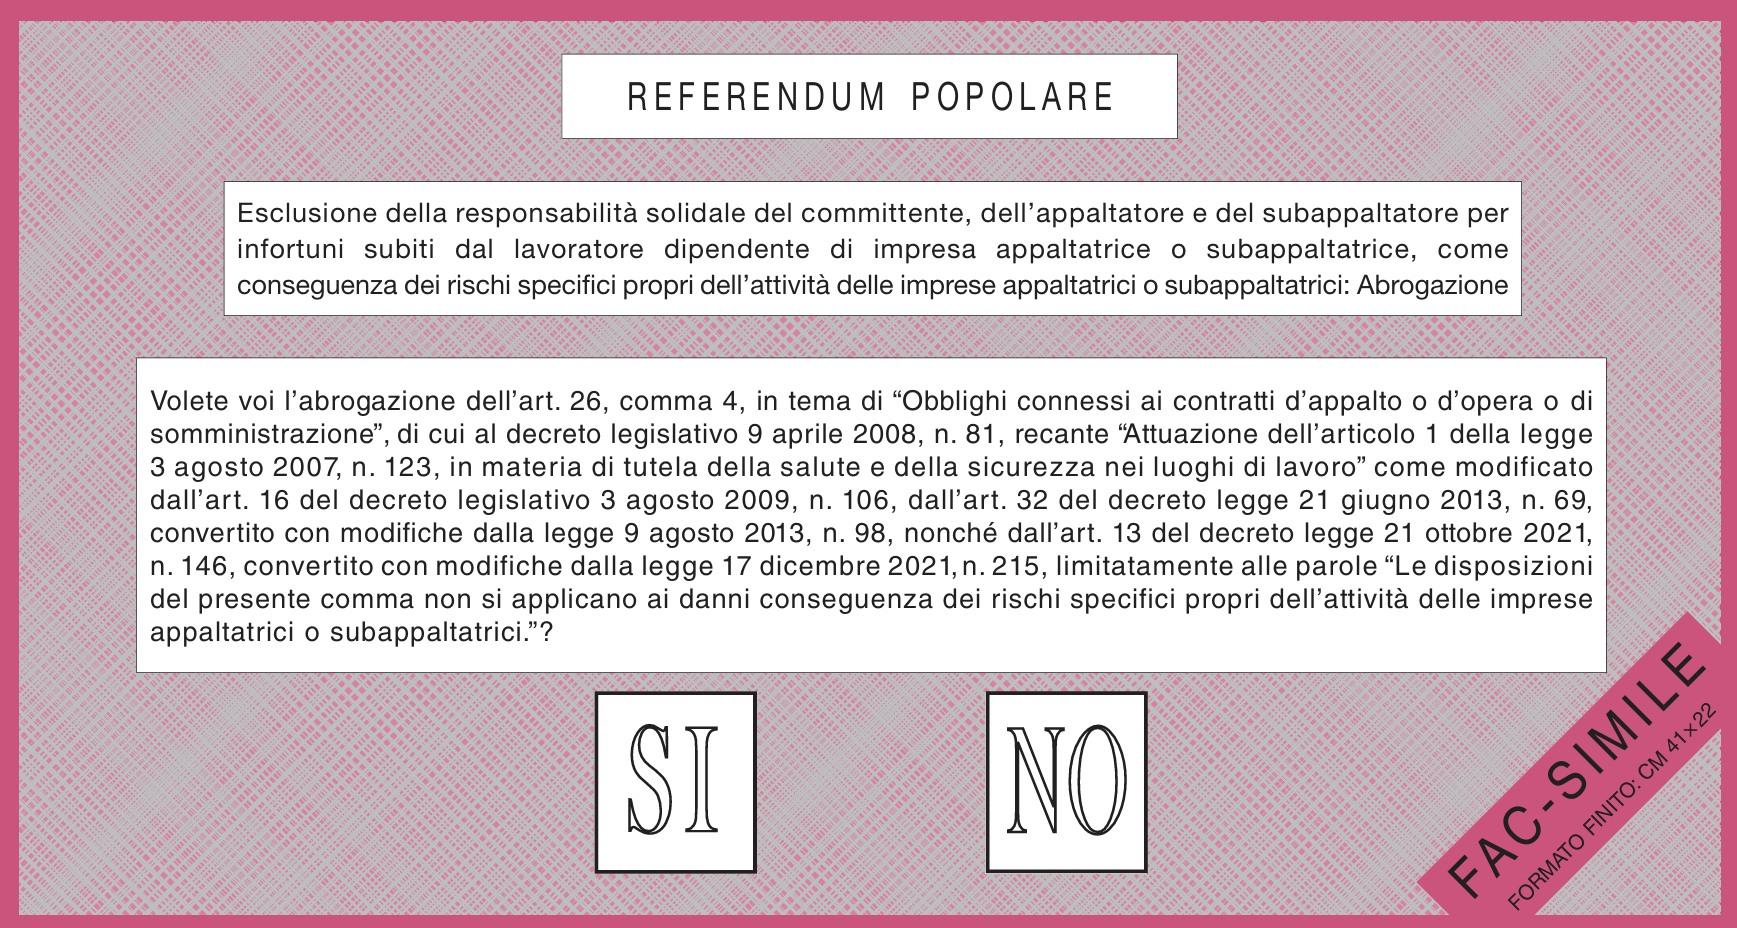 REFERENDUM POPOLARE
Esclusione della responsabilità solidale del committente, dell’appaltatore e del subappaltatore per
infortuni subiti dal lavoratore dipendente di impresa appaltatrice o subappaltatrice, come
conseguenza dei rischi specifici propri dell’attività delle imprese appaltatrici o subappaltatrici: Abrogazione
Volete voi l’abrogazione dell’art. 26, comma 4, in tema di “Obblighi connessi ai contratti d’appalto o d’opera o di
somministrazione”, di cui al decreto legislativo 9 aprile 2008, n. 81, recante “Attuazione dell’articolo 1 della legge
3 agosto 2007, n. 123, in materia di tutela della salute e della sicurezza nei luoghi di lavoro” come modificato
dall’art. 16 del decreto legislativo 3 agosto 2009, n. 106, dall’art. 32 del decreto legge 21 giugno 2013, n. 69,
convertito con modifiche dalla legge 9 agosto 2013, n. 98, nonché dall’art. 13 del decreto legge 21 ottobre 2021,
n. 146, convertito con modifiche dalla legge 17 dicembre 2021, n. 215, limitatamente alle parole “Le disposizioni
del presente comma non si applicano ai danni conseguenza dei rischi specifici propri dell’attività delle imprese
appaltatrici o subappaltatrici.”?
SI
NO
FAC-SIMILE
FORMATO FINITO: CM 41×22